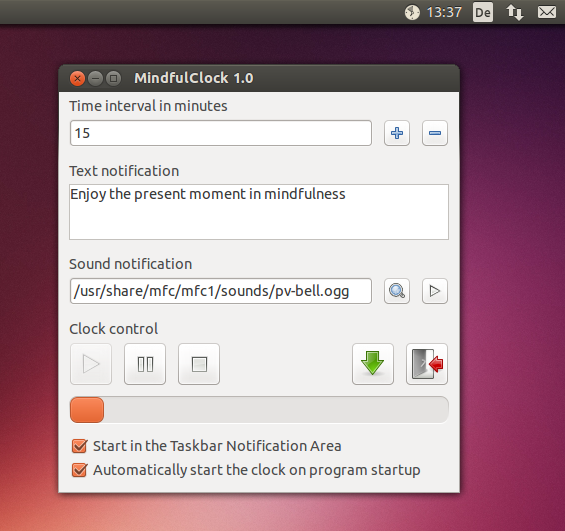 13:37 De
MindfulClock 1.0
Time interval in minutes
15
Text notification
Enjoy the present moment in mindfulness
Sound notification
/usr/share/mfc/mfc1/sounds/pv-bell.ogg
Clock control
Start in the Taskbar Notification Area
Automatically start the clock on program startup